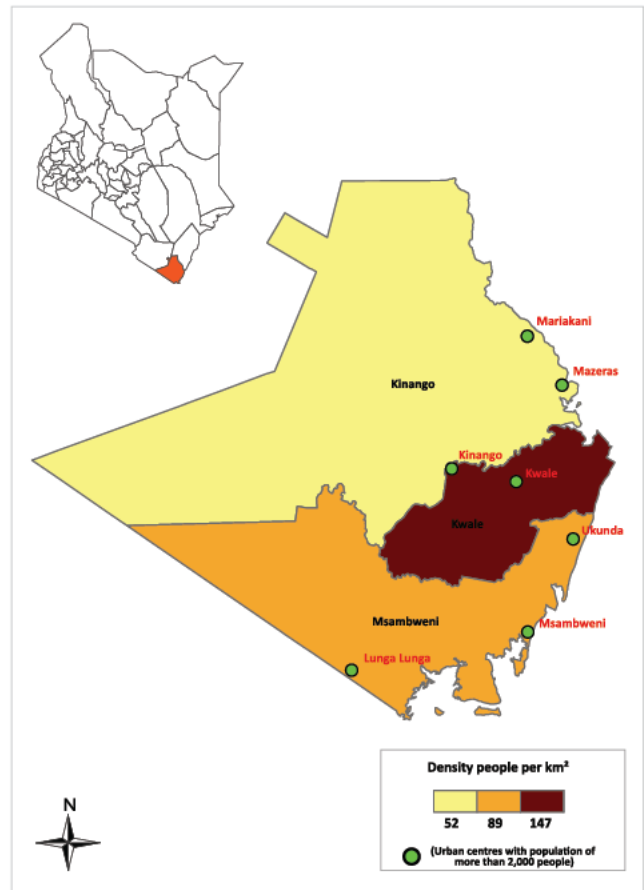 Mariakani
Mazeras
Kinango
Kinango
Kwale
Kwale
Ukunda
Msambweni
Msambweni
Lunga Lunga
Density people per km²
52 89 147
(Urban centres with population of
more than 2,000 people)
N